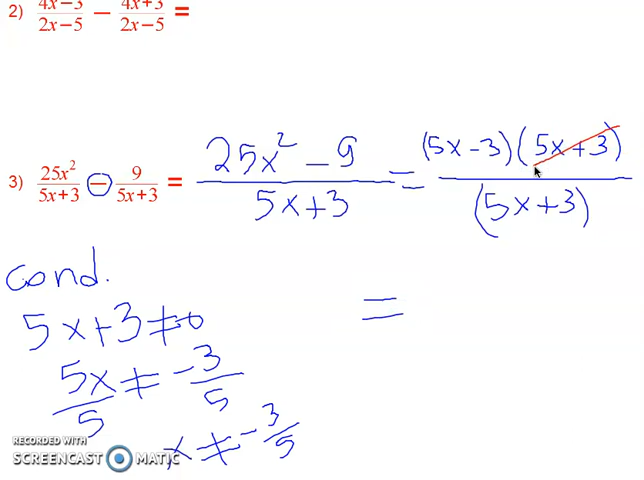 2) 4x−3/2x−5 − 4x+3/2x−5 =
3) 25x²/5x+3 − 9/5x+3 = 25x² − 9/5x+3 = (5x − 3)(5x + 3)/(5x + 3)
cond.
5x + 3 ≠ 0
=
5x/5 ≠ −3/5
x ≠ −3/5
RECORDED WITH
SCREENCAST MATIC